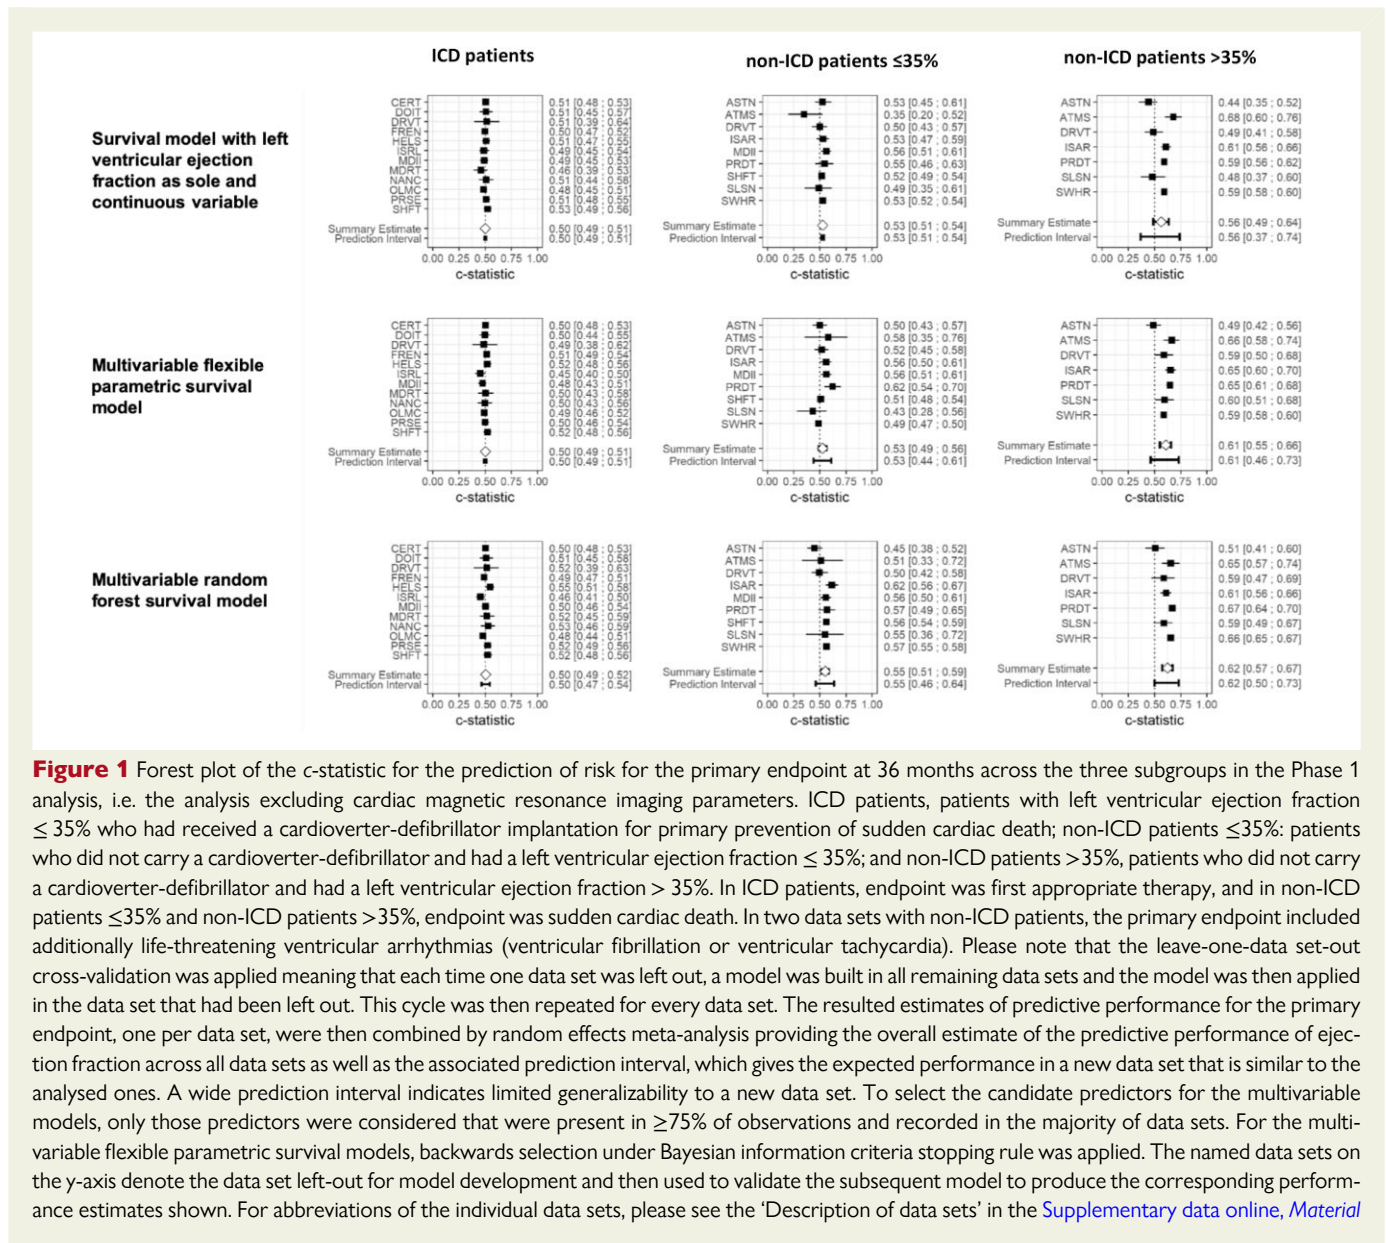 ICD patients
non-ICD patients ≤35%
non-ICD patients >35%
Survival model with left
ventricular ejection
fraction as sole and
continuous variable
CERT 0.51 [0.48 ; 0.53]
DOIT 0.51 [0.45 ; 0.57]
DRVT 0.51 [0.39 ; 0.64]
FREN 0.50 [0.47 ; 0.52]
HELS 0.51 [0.47 ; 0.55]
ISRL 0.49 [0.45 ; 0.54]
MDII 0.49 [0.45 ; 0.53]
MDRT 0.46 [0.39 ; 0.53]
NANC 0.51 [0.44 ; 0.58]
OLMC 0.48 [0.45 ; 0.51]
PRSE 0.51 [0.48 ; 0.55]
SHFT 0.53 [0.49 ; 0.56]
Summary Estimate 0.50 [0.49 ; 0.51]
Prediction Interval 0.50 [0.49 ; 0.51]
0.00 0.25 0.50 0.75 1.00
c-statistic
ASTN 0.53 [0.45 ; 0.61]
ATMS 0.35 [0.20 ; 0.52]
DRVT 0.50 [0.43 ; 0.57]
ISAR 0.53 [0.47 ; 0.59]
MDII 0.56 [0.51 ; 0.61]
PRDT 0.55 [0.46 ; 0.63]
SHFT 0.52 [0.49 ; 0.54]
SLSN 0.49 [0.35 ; 0.61]
SWHR 0.53 [0.52 ; 0.54]
Summary Estimate 0.53 [0.51 ; 0.54]
Prediction Interval 0.53 [0.51 ; 0.54]
0.00 0.25 0.50 0.75 1.00
c-statistic
ASTN 0.44 [0.35 ; 0.52]
ATMS 0.68 [0.60 ; 0.76]
DRVT 0.49 [0.41 ; 0.58]
ISAR 0.61 [0.56 ; 0.66]
PRDT 0.59 [0.56 ; 0.62]
SLSN 0.48 [0.37 ; 0.60]
SWHR 0.59 [0.58 ; 0.60]
Summary Estimate 0.56 [0.49 ; 0.64]
Prediction Interval 0.56 [0.37 ; 0.74]
0.00 0.25 0.50 0.75 1.00
c-statistic
Multivariable flexible
parametric survival
model
CERT 0.50 [0.48 ; 0.53]
DOIT 0.50 [0.44 ; 0.55]
DRVT 0.49 [0.38 ; 0.62]
FREN 0.51 [0.49 ; 0.54]
HELS 0.52 [0.48 ; 0.56]
ISRL 0.45 [0.40 ; 0.50]
MDII 0.48 [0.43 ; 0.51]
MDRT 0.50 [0.43 ; 0.58]
NANC 0.50 [0.43 ; 0.56]
OLMC 0.49 [0.46 ; 0.52]
PRSE 0.50 [0.46 ; 0.54]
SHFT 0.52 [0.48 ; 0.56]
Summary Estimate 0.50 [0.49 ; 0.51]
Prediction Interval 0.50 [0.49 ; 0.51]
0.00 0.25 0.50 0.75 1.00
c-statistic
ASTN 0.50 [0.43 ; 0.57]
ATMS 0.58 [0.35 ; 0.76]
DRVT 0.52 [0.45 ; 0.58]
ISAR 0.56 [0.50 ; 0.61]
MDII 0.56 [0.51 ; 0.61]
PRDT 0.62 [0.54 ; 0.70]
SHFT 0.51 [0.48 ; 0.54]
SLSN 0.43 [0.28 ; 0.56]
SWHR 0.49 [0.47 ; 0.50]
Summary Estimate 0.53 [0.49 ; 0.56]
Prediction Interval 0.53 [0.44 ; 0.61]
0.00 0.25 0.50 0.75 1.00
c-statistic
ASTN 0.49 [0.42 ; 0.56]
ATMS 0.66 [0.58 ; 0.74]
DRVT 0.59 [0.50 ; 0.68]
ISAR 0.65 [0.60 ; 0.70]
PRDT 0.65 [0.61 ; 0.68]
SLSN 0.60 [0.51 ; 0.68]
SWHR 0.59 [0.58 ; 0.60]
Summary Estimate 0.61 [0.55 ; 0.66]
Prediction Interval 0.61 [0.46 ; 0.73]
0.00 0.25 0.50 0.75 1.00
c-statistic
Multivariable random
forest survival model
CERT 0.50 [0.48 ; 0.53]
DOIT 0.51 [0.45 ; 0.58]
DRVT 0.52 [0.39 ; 0.63]
FREN 0.49 [0.47 ; 0.51]
HELS 0.55 [0.51 ; 0.58]
ISRL 0.46 [0.41 ; 0.50]
MDII 0.50 [0.46 ; 0.54]
MDRT 0.52 [0.45 ; 0.59]
NANC 0.53 [0.46 ; 0.59]
OLMC 0.48 [0.44 ; 0.51]
PRSE 0.52 [0.49 ; 0.56]
SHFT 0.52 [0.48 ; 0.56]
Summary Estimate 0.50 [0.49 ; 0.52]
Prediction Interval 0.50 [0.47 ; 0.54]
0.00 0.25 0.50 0.75 1.00
c-statistic
ASTN 0.45 [0.38 ; 0.52]
ATMS 0.51 [0.33 ; 0.72]
DRVT 0.50 [0.42 ; 0.58]
ISAR 0.62 [0.56 ; 0.67]
MDII 0.56 [0.50 ; 0.61]
PRDT 0.57 [0.49 ; 0.65]
SHFT 0.56 [0.54 ; 0.59]
SLSN 0.55 [0.36 ; 0.72]
SWHR 0.57 [0.55 ; 0.58]
Summary Estimate 0.55 [0.51 ; 0.59]
Prediction Interval 0.55 [0.46 ; 0.64]
0.00 0.25 0.50 0.75 1.00
c-statistic
ASTN 0.51 [0.41 ; 0.60]
ATMS 0.65 [0.57 ; 0.74]
DRVT 0.59 [0.47 ; 0.69]
ISAR 0.61 [0.56 ; 0.66]
PRDT 0.67 [0.64 ; 0.70]
SLSN 0.59 [0.49 ; 0.67]
SWHR 0.66 [0.65 ; 0.67]
Summary Estimate 0.62 [0.57 ; 0.67]
Prediction Interval 0.62 [0.50 ; 0.73]
0.00 0.25 0.50 0.75 1.00
c-statistic
Figure 1 Forest plot of the c-statistic for the prediction of risk for the primary endpoint at 36 months across the three subgroups in the Phase 1
analysis, i.e. the analysis excluding cardiac magnetic resonance imaging parameters. ICD patients, patients with left ventricular ejection fraction
≤ 35% who had received a cardioverter-defibrillator implantation for primary prevention of sudden cardiac death; non-ICD patients ≤35%: patients
who did not carry a cardioverter-defibrillator and had a left ventricular ejection fraction ≤ 35%; and non-ICD patients >35%, patients who did not carry
a cardioverter-defibrillator and had a left ventricular ejection fraction > 35%. In ICD patients, endpoint was first appropriate therapy, and in non-ICD
patients ≤35% and non-ICD patients >35%, endpoint was sudden cardiac death. In two data sets with non-ICD patients, the primary endpoint included
additionally life-threatening ventricular arrhythmias (ventricular fibrillation or ventricular tachycardia). Please note that the leave-one-data set-out
cross-validation was applied meaning that each time one data set was left out, a model was built in all remaining data sets and the model was then applied
in the data set that had been left out. This cycle was then repeated for every data set. The resulted estimates of predictive performance for the primary
endpoint, one per data set, were then combined by random effects meta-analysis providing the overall estimate of the predictive performance of ejec-
tion fraction across all data sets as well as the associated prediction interval, which gives the expected performance in a new data set that is similar to the
analysed ones. A wide prediction interval indicates limited generalizability to a new data set. To select the candidate predictors for the multivariable
models, only those predictors were considered that were present in ≥75% of observations and recorded in the majority of data sets. For the multi-
variable flexible parametric survival models, backwards selection under Bayesian information criteria stopping rule was applied. The named data sets on
the y-axis denote the data set left-out for model development and then used to validate the subsequent model to produce the corresponding perform-
ance estimates shown. For abbreviations of the individual data sets, please see the ‘Description of data sets’ in the Supplementary data online, Material